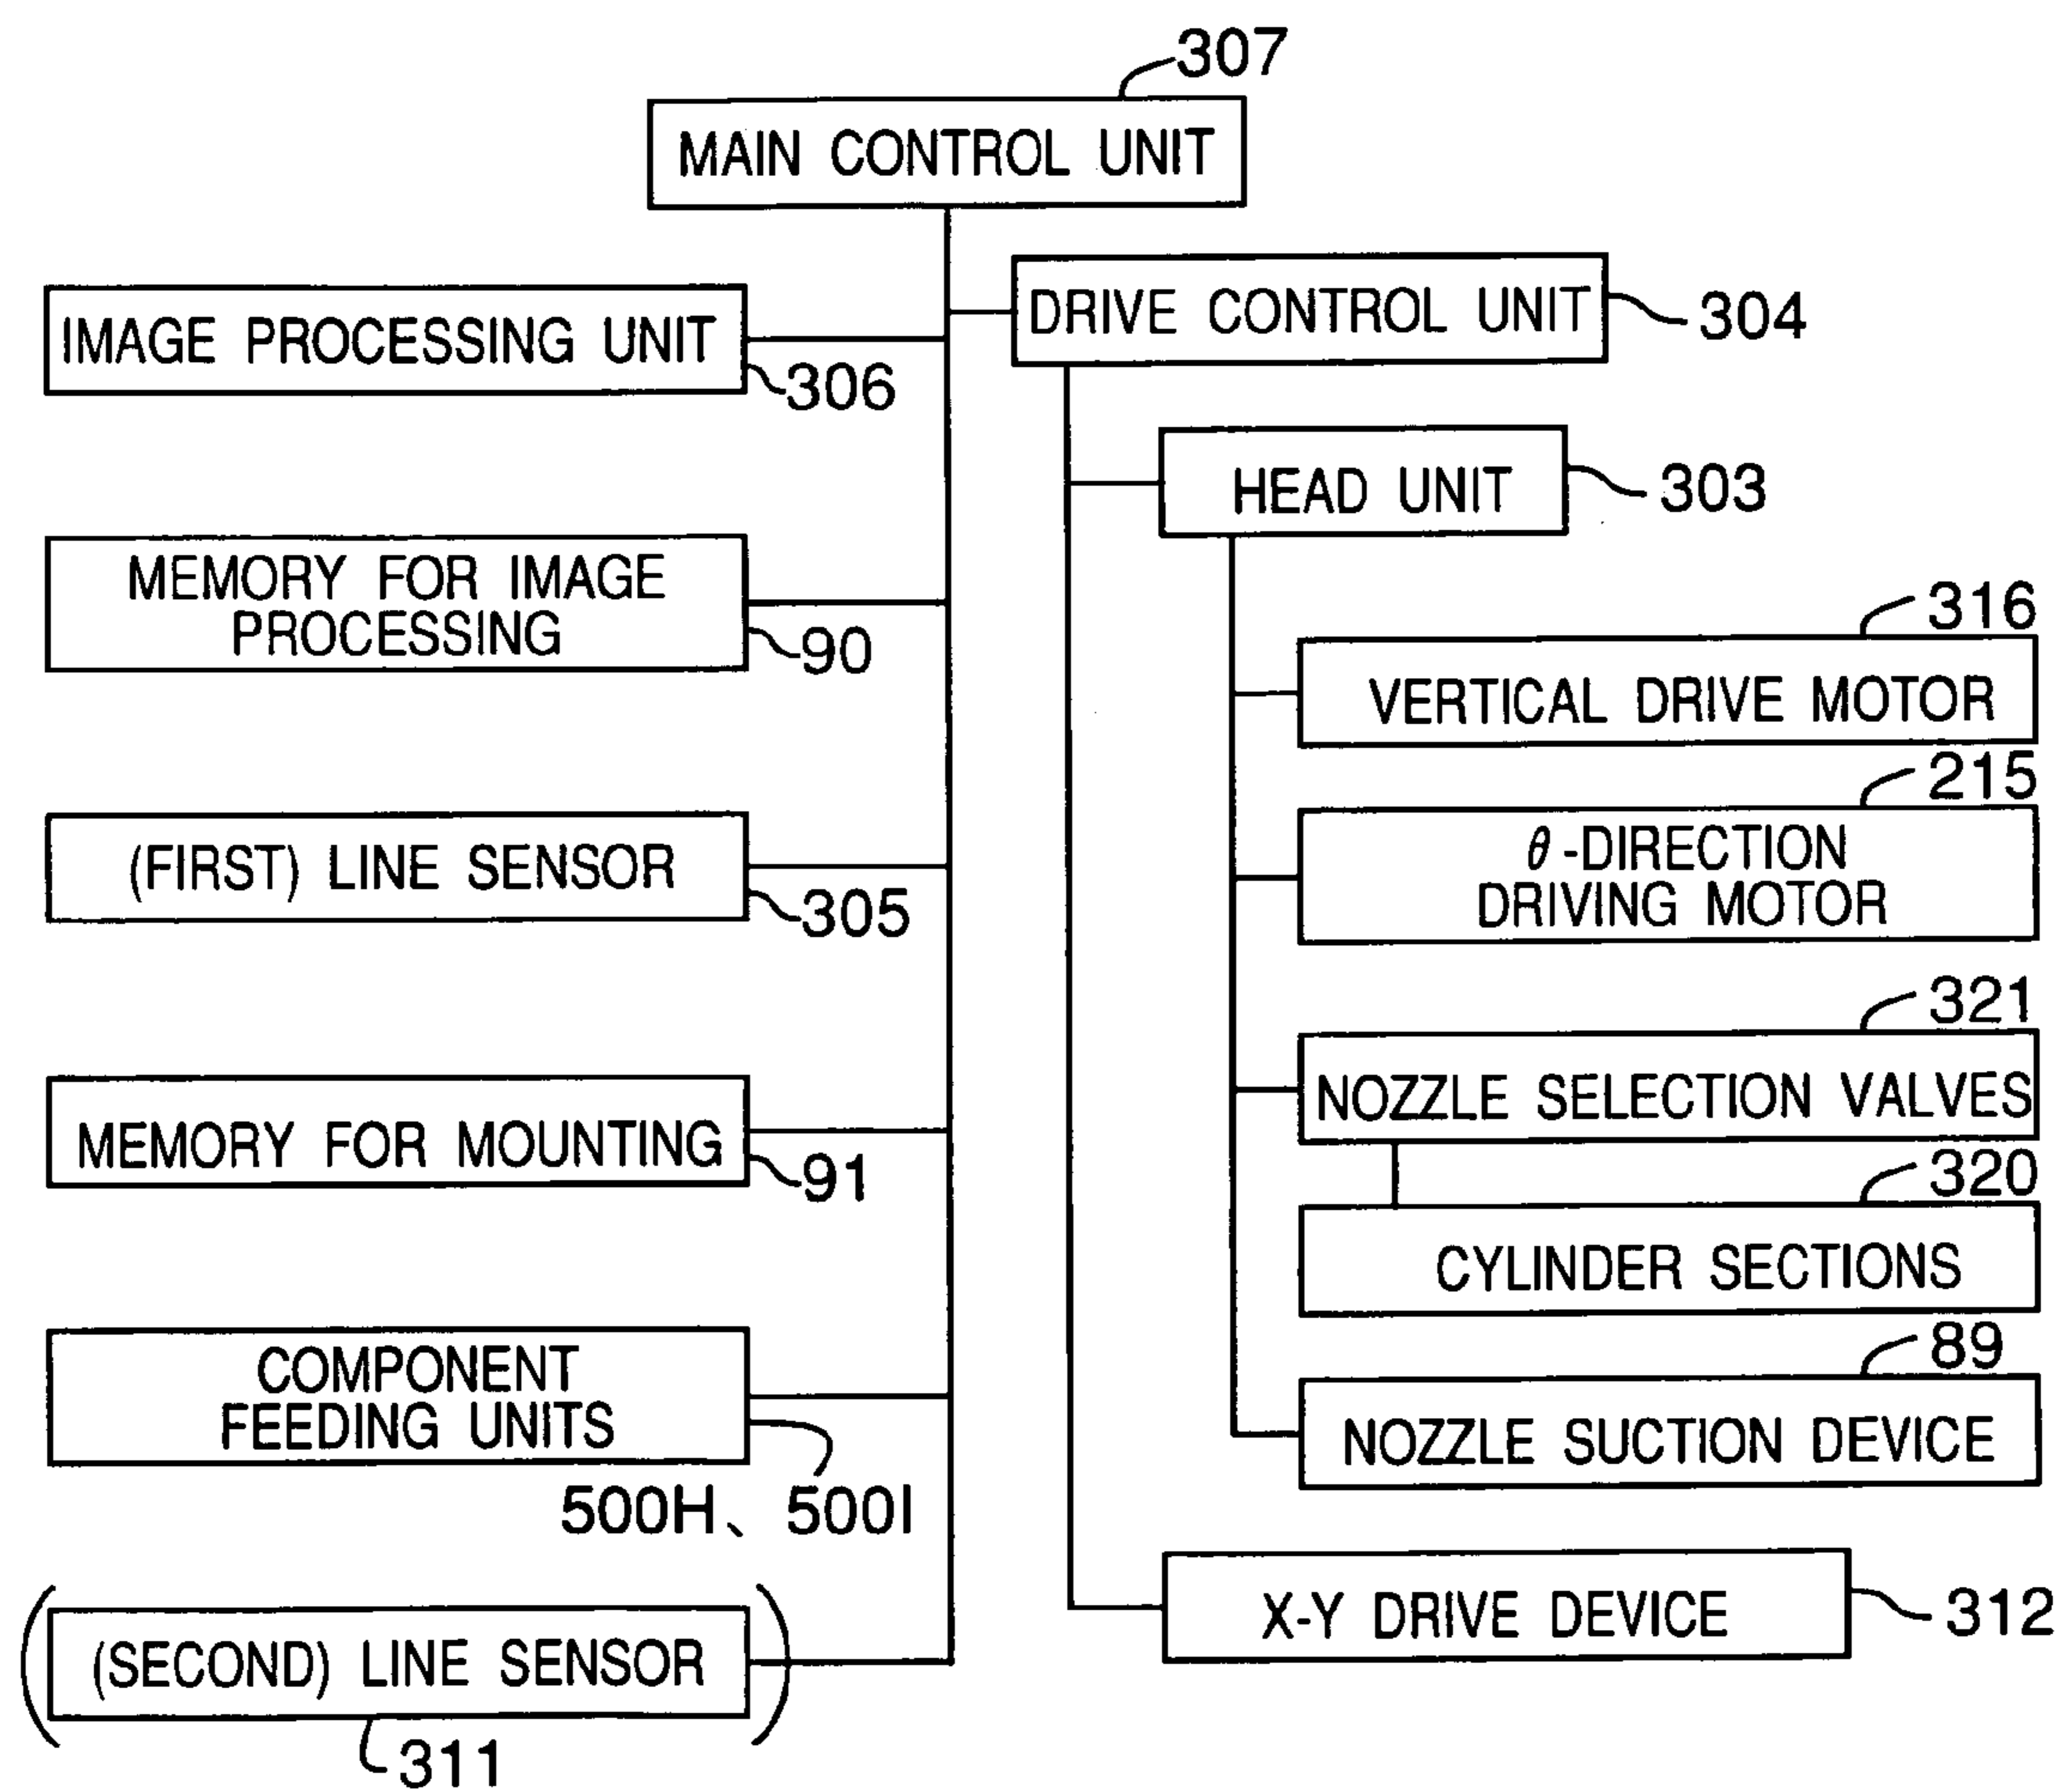 307
MAIN CONTROL UNIT
DRIVE CONTROL UNIT
304
IMAGE PROCESSING UNIT
306
HEAD UNIT
303
MEMORY FOR IMAGE
PROCESSING
90
316
VERTICAL DRIVE MOTOR
215
θ-DIRECTION
DRIVING MOTOR
(FIRST) LINE SENSOR
305
321
NOZZLE SELECTION VALVES
MEMORY FOR MOUNTING
91
320
CYLINDER SECTIONS
COMPONENT
FEEDING UNITS
500H、500I
89
NOZZLE SUCTION DEVICE
X-Y DRIVE DEVICE
312
(SECOND) LINE SENSOR
311